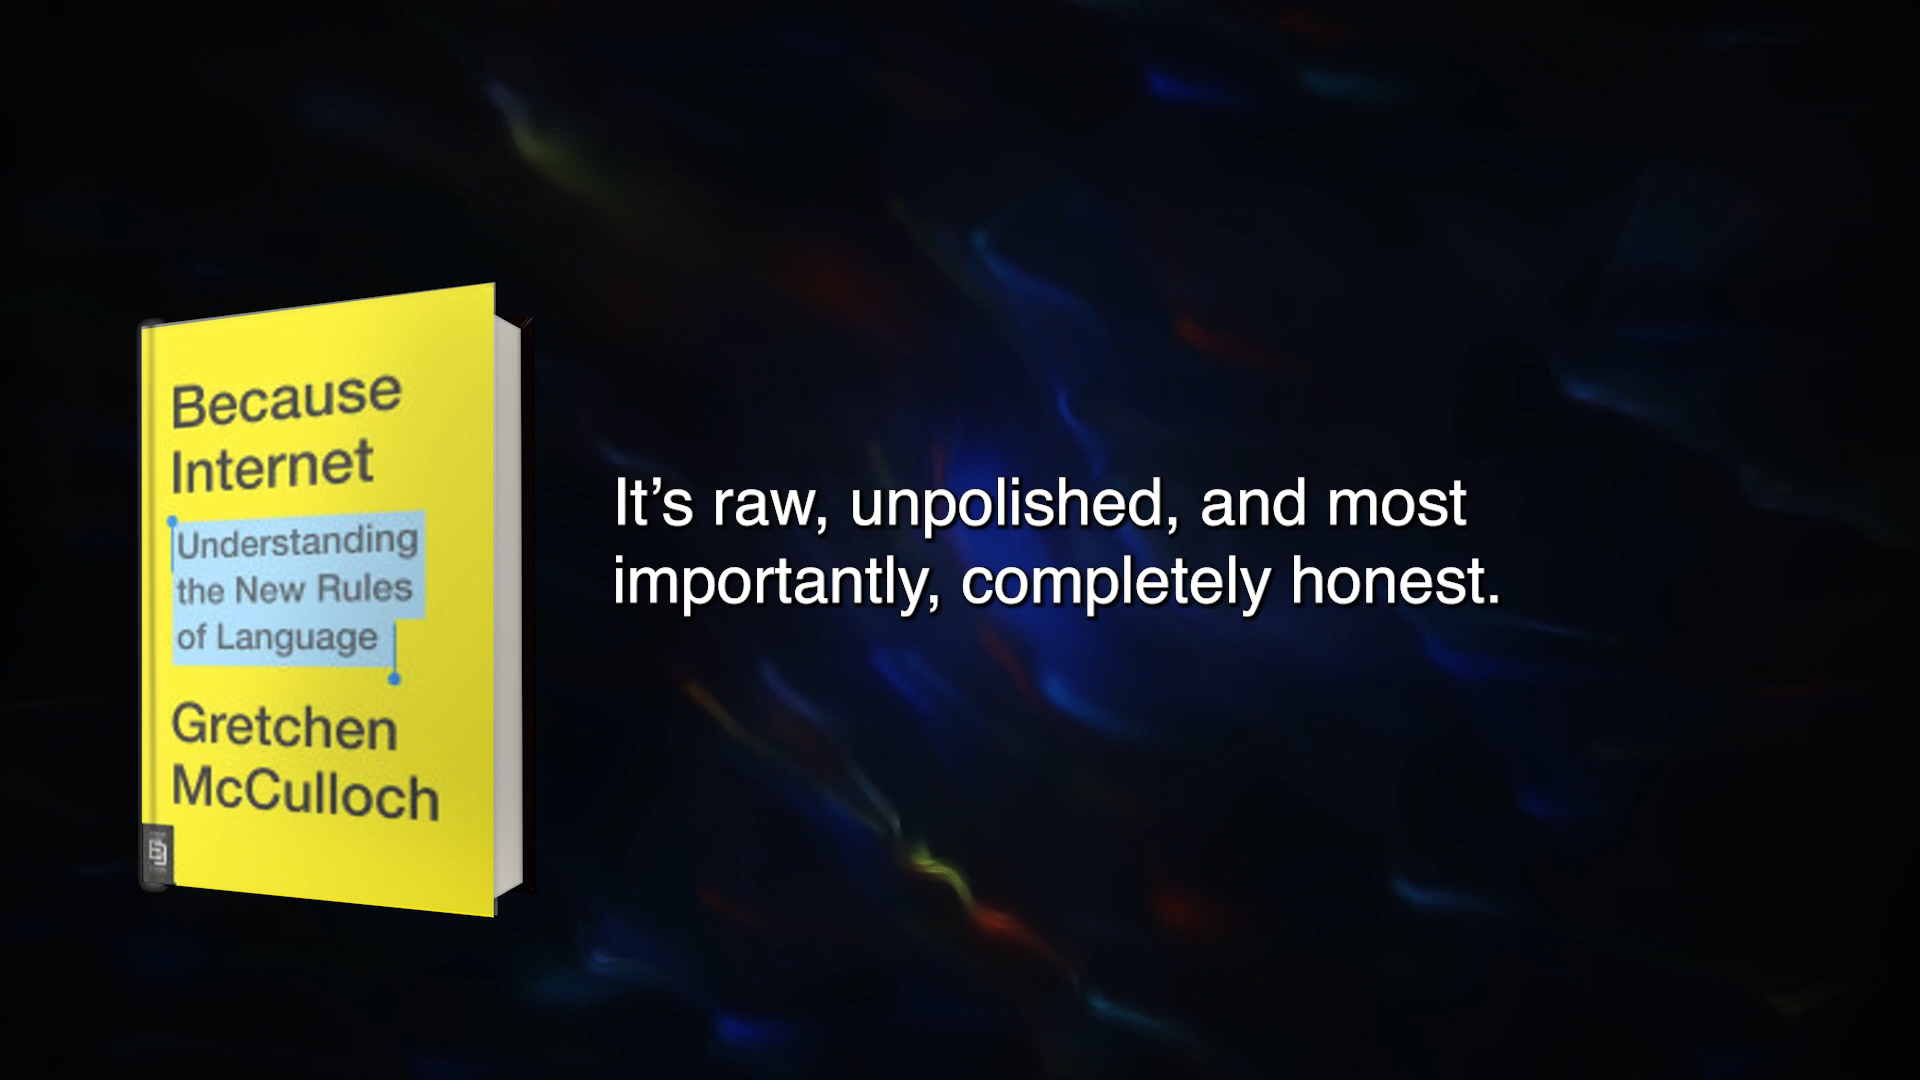 Because
Internet
Understanding
the New Rules
of Language
Gretchen
McCulloch
It’s raw, unpolished, and most
importantly, completely honest.